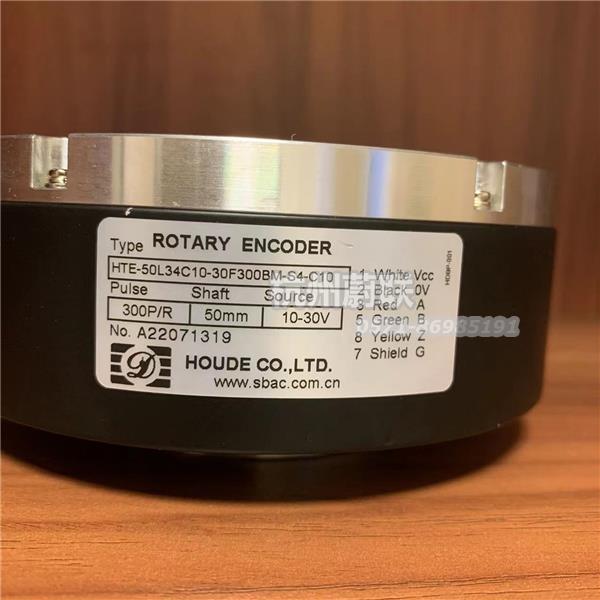 Type ROTARY ENCODER
HTE-50L34C10-30F300BM-S4-C10
Pulse Shaft Source
300P/R 50mm 10-30V
No. A22071319
D HOUDE CO.,LTD.
www.sbac.com.cn
1 White Vcc
2 Black 0V
3 Red A
5 Green B
8 Yellow Z
7 Shield G
HDBP-001